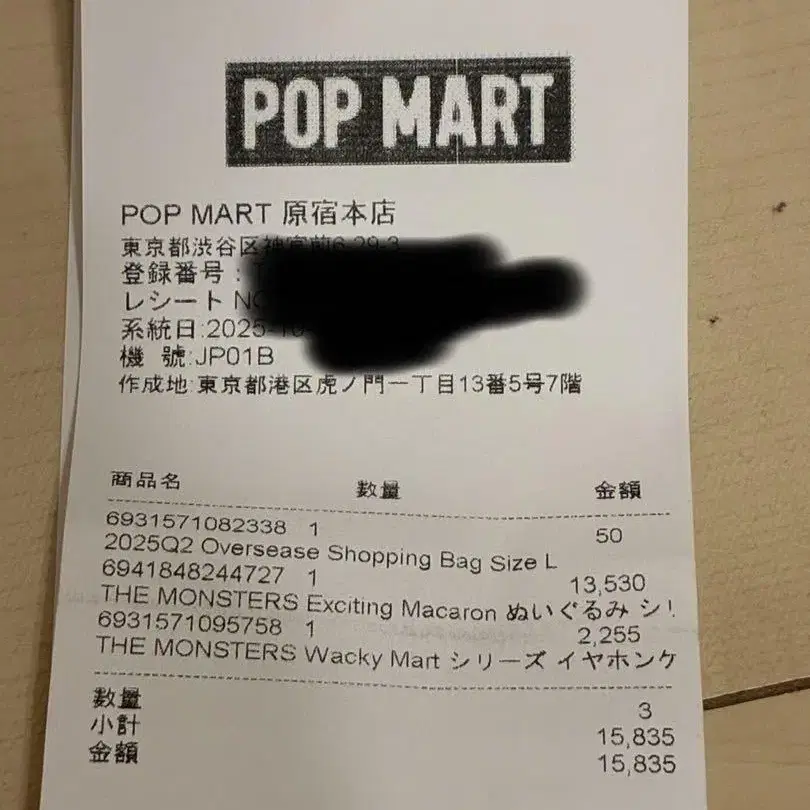 POP MART
POP MART 原宿本店
東京都渋谷区神宮前6-29-3
登録番号:
レシート NO
系統日:2025-10
機 號:JP01B
作成地:東京都港区虎ノ門一丁目13番5号7階
商品名 数量 金額
6931571082338 1 50
2025Q2 Oversease Shopping Bag Size L
6941848244727 1 13,530
THE MONSTERS Exciting Macaron ぬいぐるみ シリ
6931571095758 1 2,255
THE MONSTERS Wacky Mart シリーズ イヤホンケ
数量 3
小計 15,835
金額 15,835